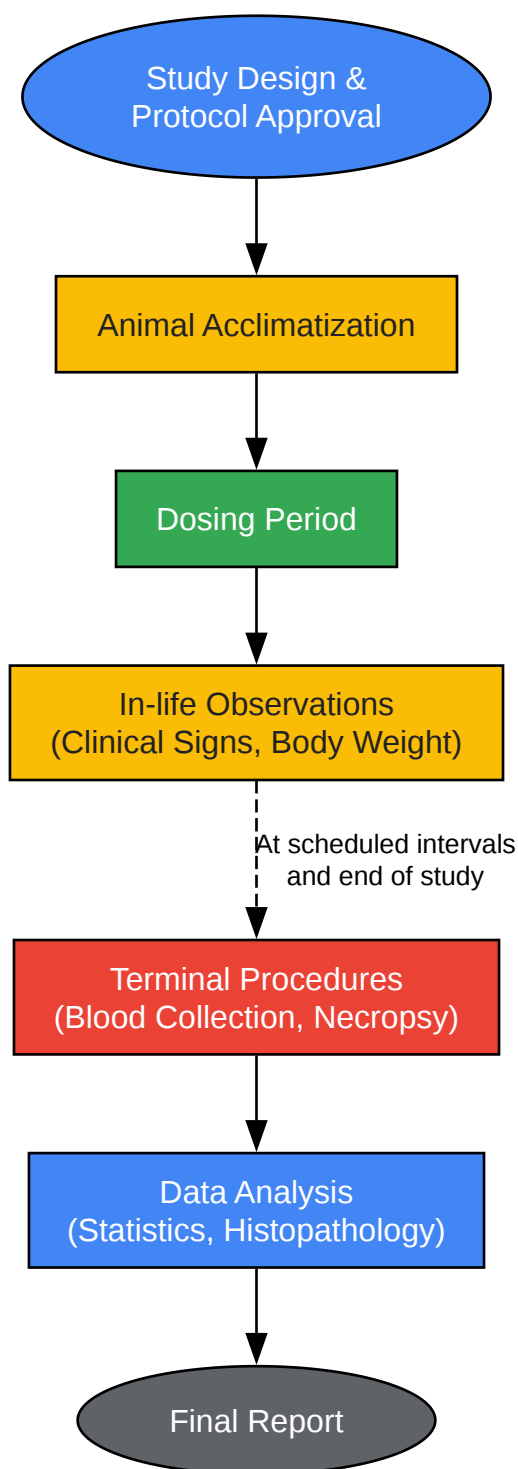 Study Design &
Protocol Approval
Animal Acclimatization
Dosing Period
In-life Observations
(Clinical Signs, Body Weight)
At scheduled intervals
and end of study
Terminal Procedures
(Blood Collection, Necropsy)
Data Analysis
(Statistics, Histopathology)
Final Report